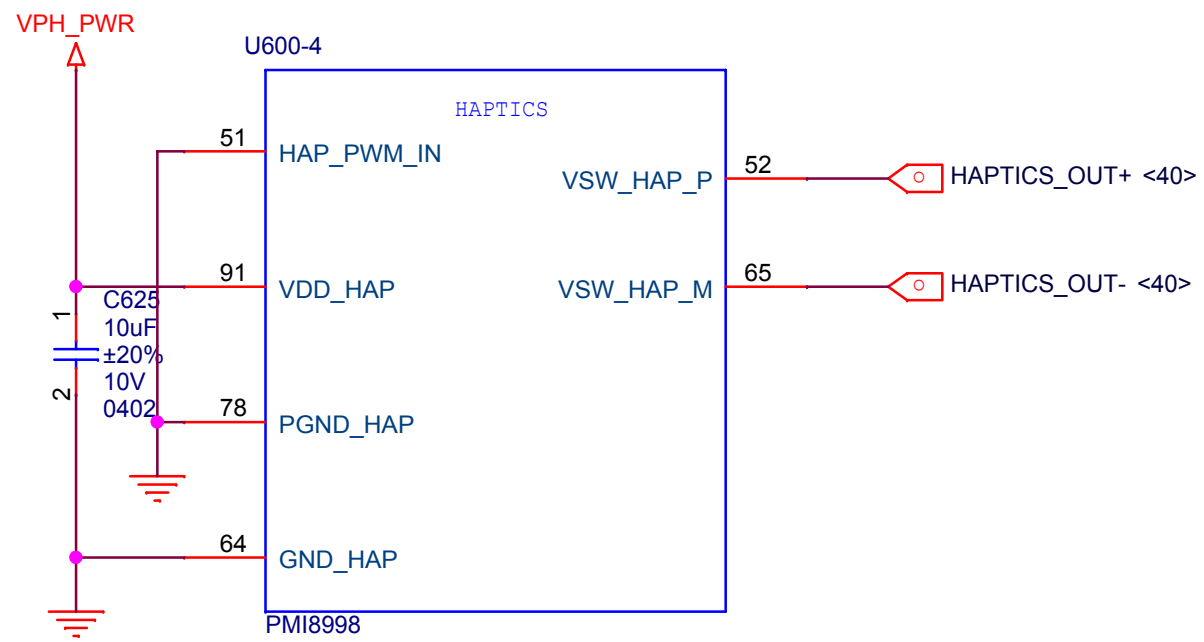 VPH_PWR
U600-4
HAPTICS
51 HAP_PWM_IN
VSW_HAP_P 52 HAPTICS_OUT+ <40>
91 VDD_HAP
VSW_HAP_M 65 HAPTICS_OUT- <40>
1
2
C625
10uF
±20%
10V
0402
78 PGND_HAP
64 GND_HAP
PMI8998